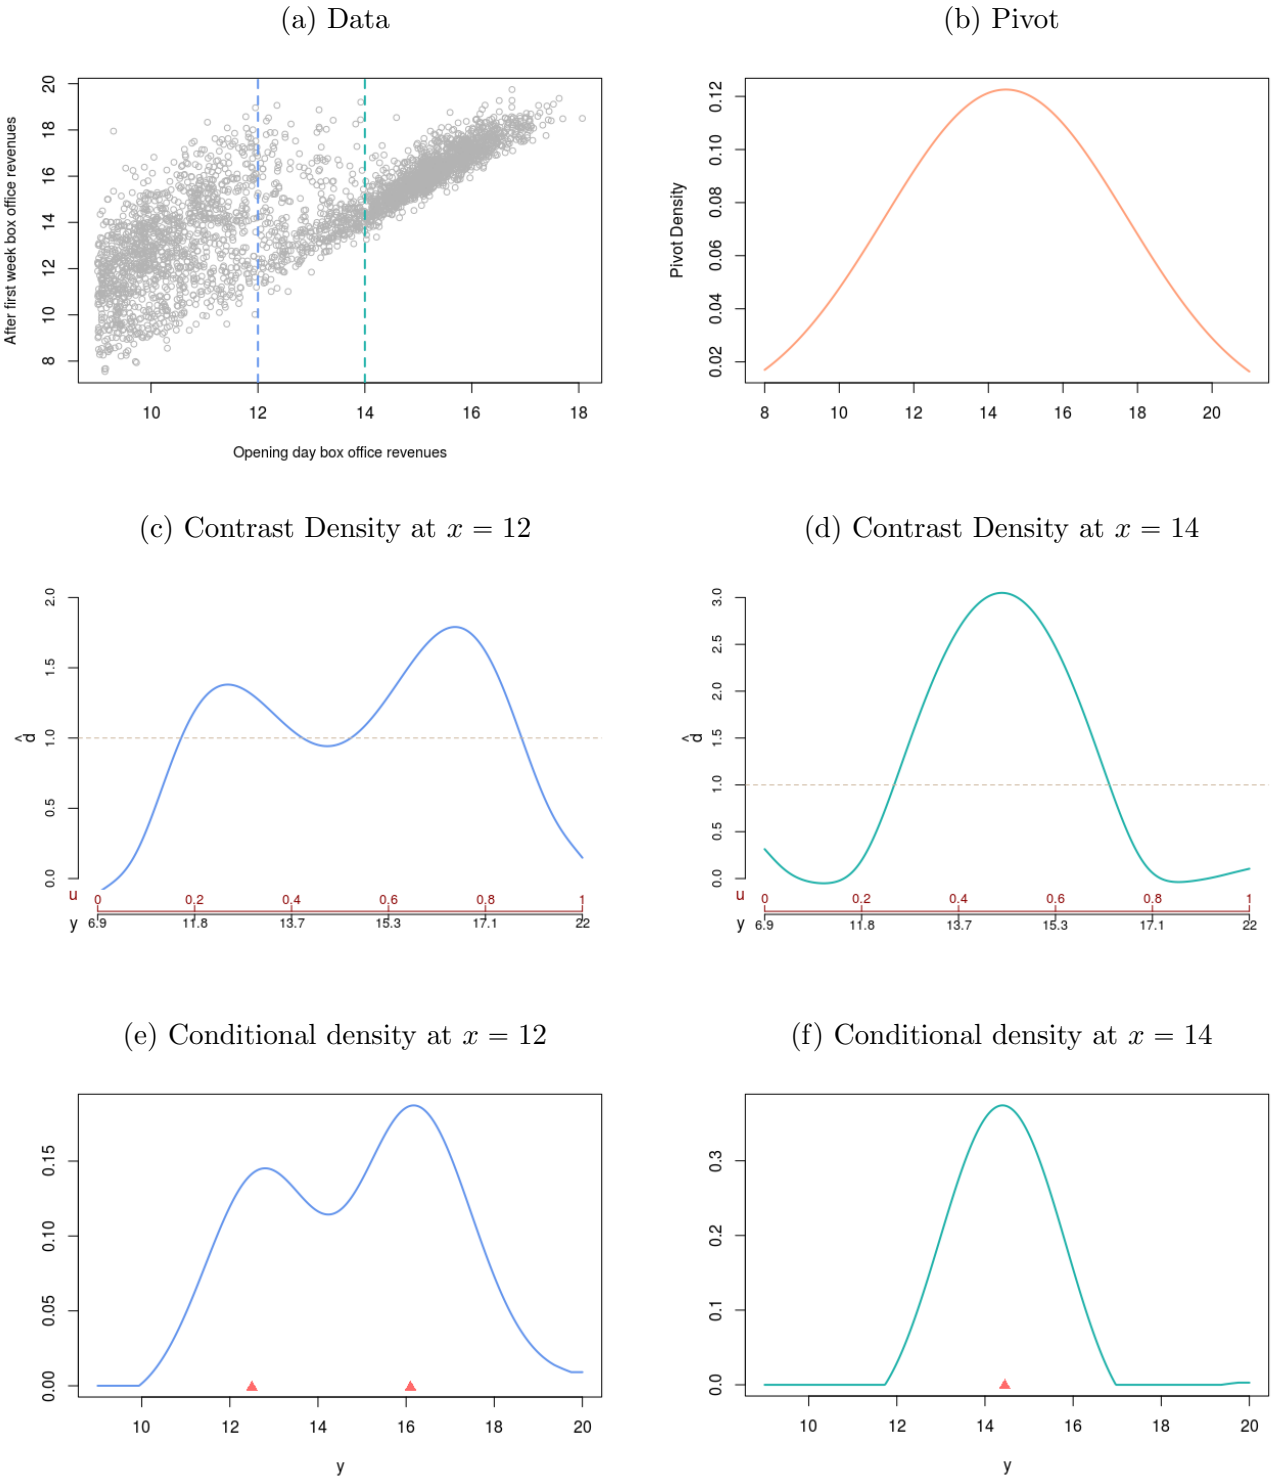 (a) Data
After first week box office revenues
20
18
16
14
12
10
8
10 12 14 16 18
Opening day box office revenues
(b) Pivot
Pivot Density
0.12
0.10
0.08
0.06
0.04
0.02
8 10 12 14 16 18 20
(c) Contrast Density at x = 12
d̂
2.0
1.5
1.0
0.5
0.0
u 0 0.2 0.4 0.6 0.8 1
y 6.9 11.8 13.7 15.3 17.1 22
(d) Contrast Density at x = 14
d̂
3.0
2.5
2.0
1.5
1.0
0.5
0.0
u 0 0.2 0.4 0.6 0.8 1
y 6.9 11.8 13.7 15.3 17.1 22
(e) Conditional density at x = 12
0.15
0.10
0.05
0.00
10 12 14 16 18 20
y
(f) Conditional density at x = 14
0.3
0.2
0.1
0.0
10 12 14 16 18 20
y